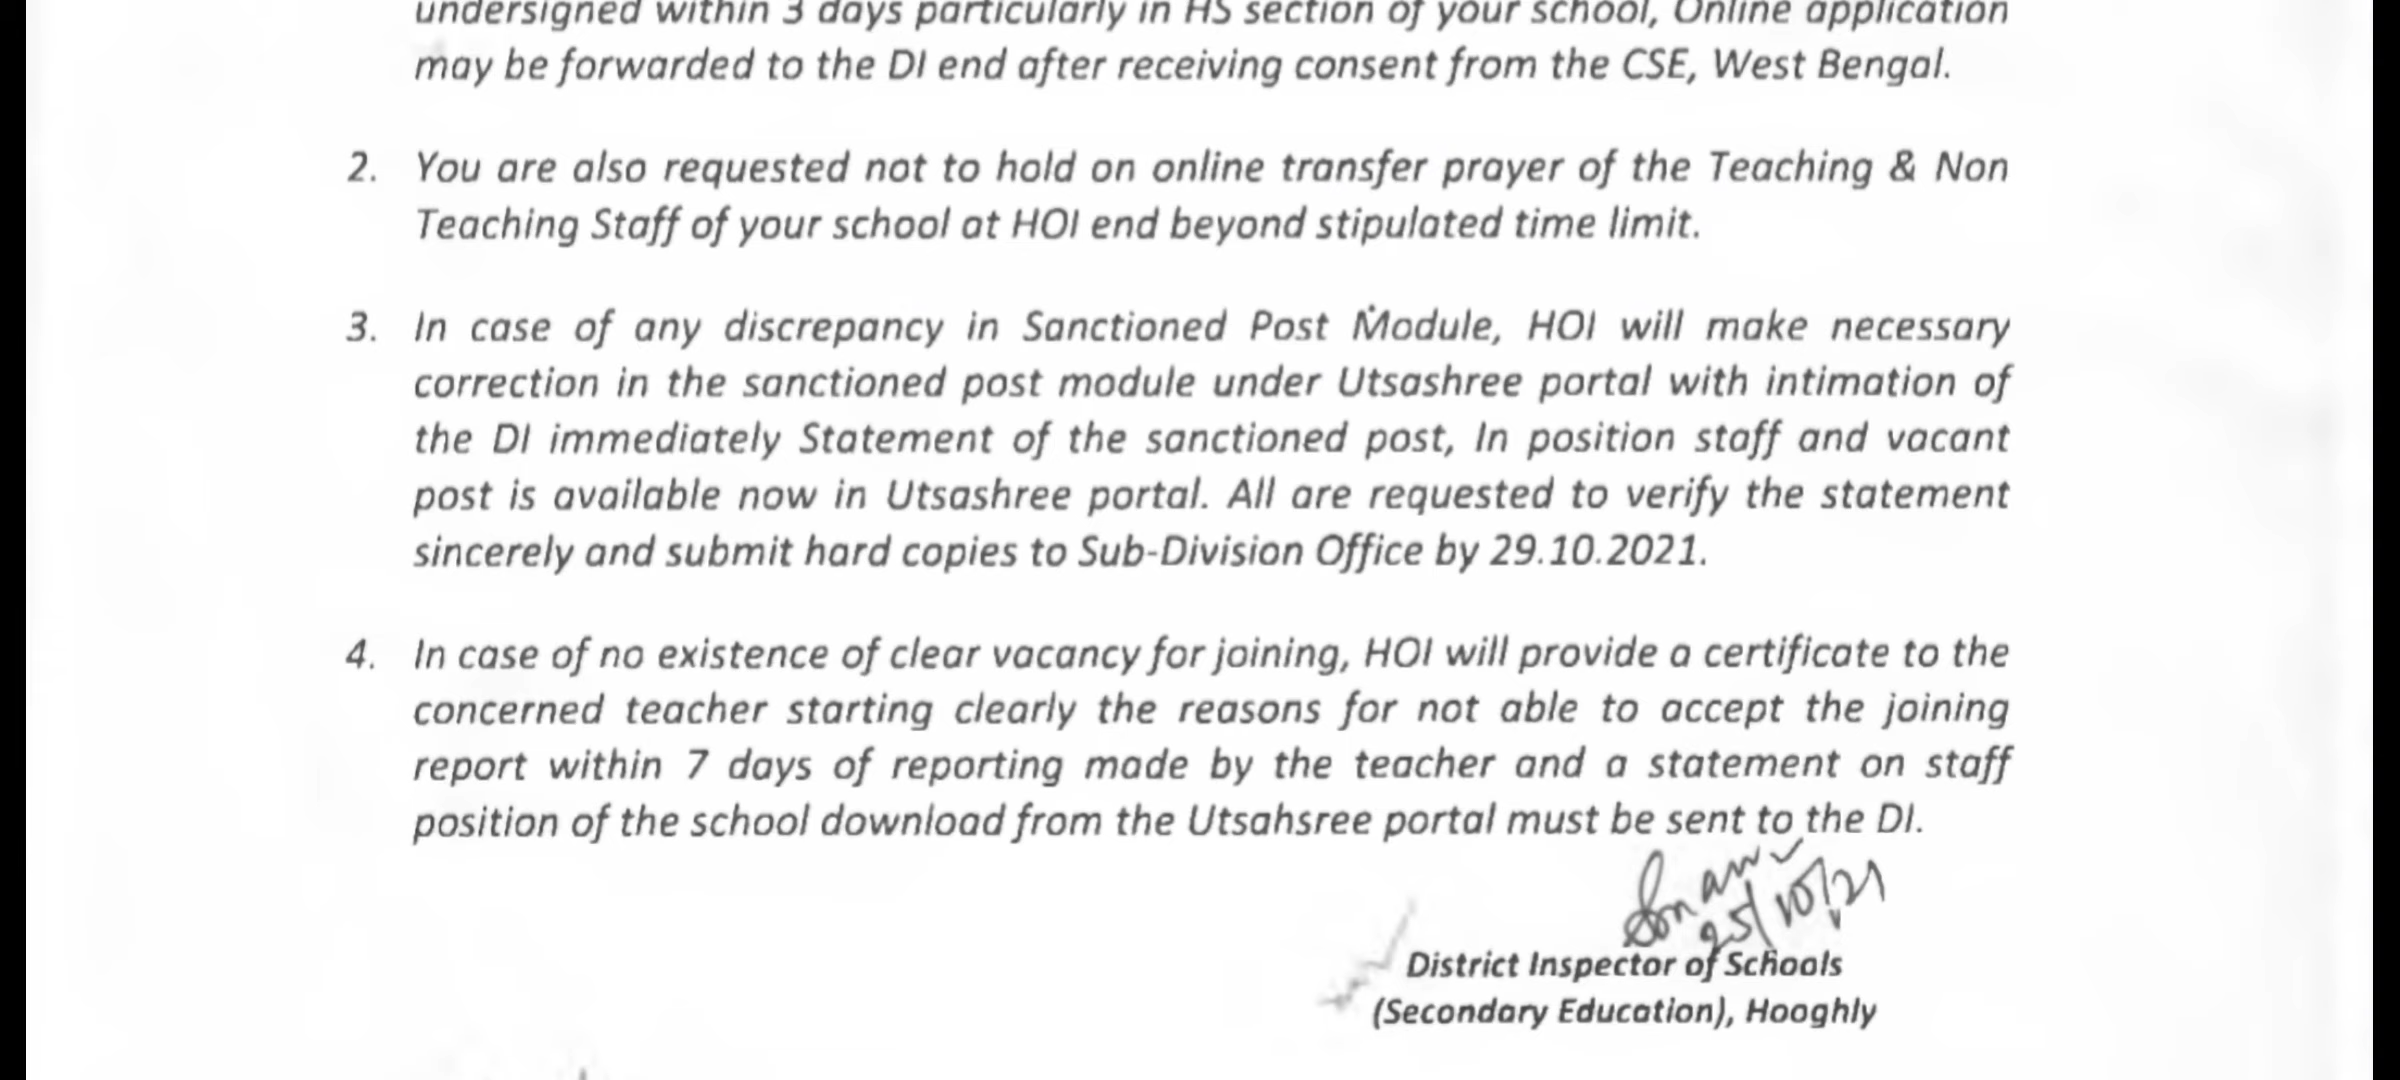 undersigned within 3 days particularly in HS section of your school, Online application
may be forwarded to the DI end after receiving consent from the CSE, West Bengal.
2. You are also requested not to hold on online transfer prayer of the Teaching & Non
Teaching Staff of your school at HOI end beyond stipulated time limit.
3. In case of any discrepancy in Sanctioned Post Module, HOI will make necessary
correction in the sanctioned post module under Utsashree portal with intimation of
the DI immediately Statement of the sanctioned post, In position staff and vacant
post is available now in Utsashree portal. All are requested to verify the statement
sincerely and submit hard copies to Sub-Division Office by 29.10.2021.
4. In case of no existence of clear vacancy for joining, HOI will provide a certificate to the
concerned teacher starting clearly the reasons for not able to accept the joining
report within 7 days of reporting made by the teacher and a statement on staff
position of the school download from the Utsahsree portal must be sent to the DI.
25/10/21
District Inspector of Schools
(Secondary Education), Hooghly